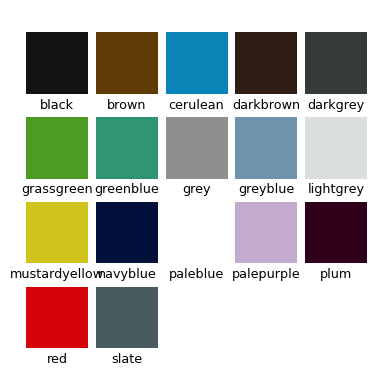 black brown cerulean darkbrown darkgrey
grassgreen greenblue grey greyblue lightgrey
mustardyellow navyblue paleblue palepurple plum
red slate